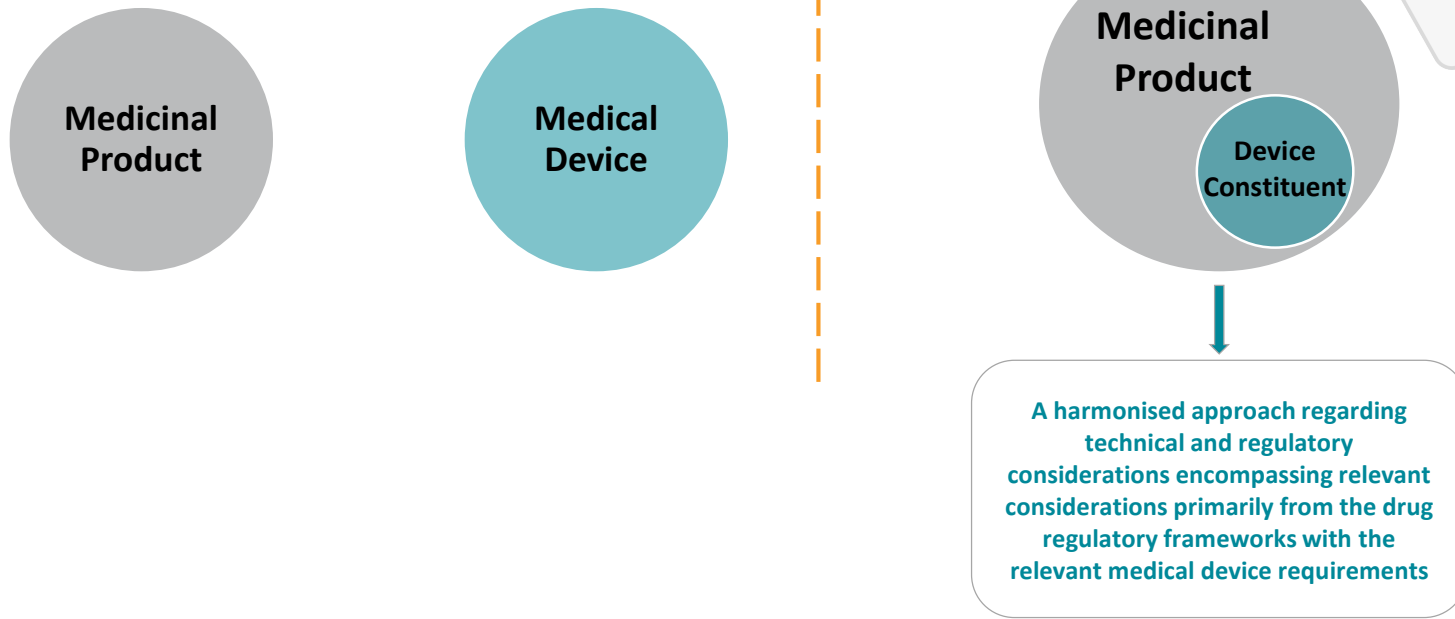 Medicinal
Product
Medical
Device
Medicinal
Product
Device
Constituent
A harmonised approach regarding
technical and regulatory
considerations encompassing relevant
considerations primarily from the drug
regulatory frameworks with the
relevant medical device requirements